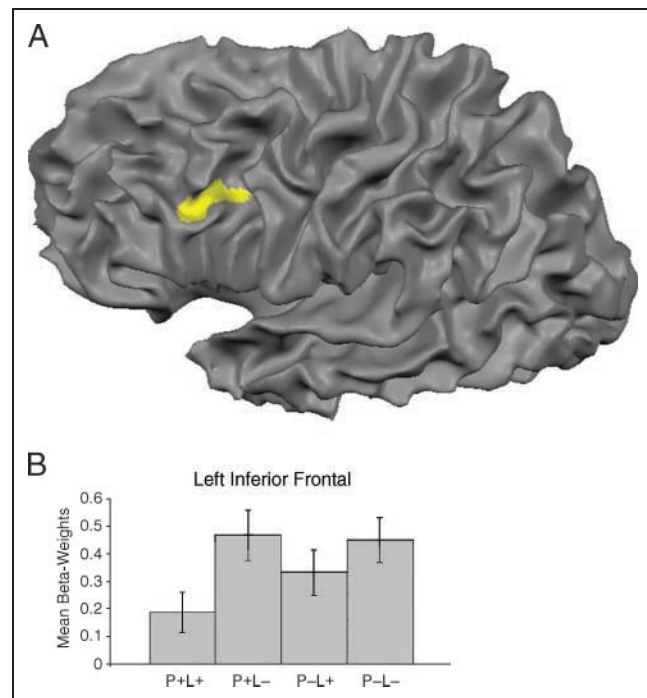 A
B
Left Inferior Frontal
Mean Beta-Weights
0.6
0.5
0.4
0.3
0.2
0.1
0
P+L+ P+L– P–L+ P–L–